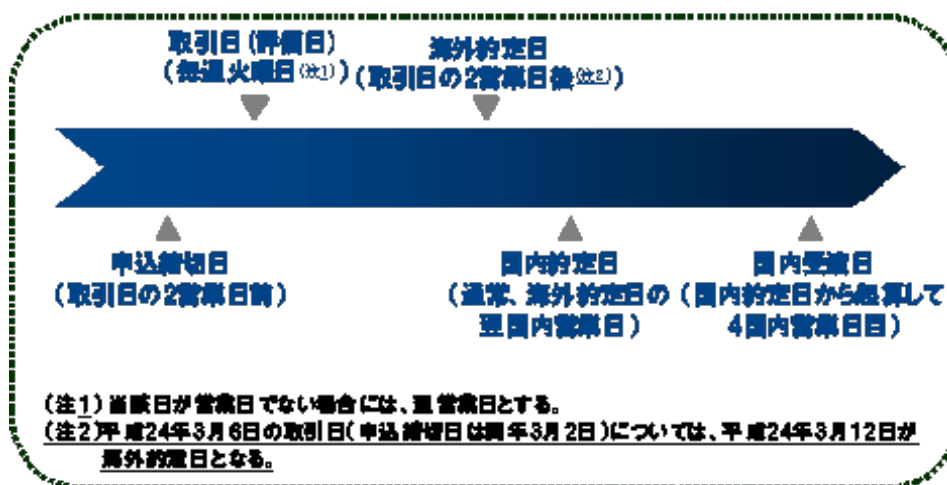 取引日(評価日)
(毎週火曜日(注1))
海外約定日
(取引日の2営業日後(注2))
申込締切日
(取引日の2営業日前)
国内約定日
(通常、海外約定日の
翌国内営業日)
国内受渡日
(国内約定日から起算して
4国内営業日目)
(注1)当該日が営業日でない場合には、翌営業日とする。
(注2)平成24年3月6日の取引日(申込締切日は同年3月2日)については、平成24年3月12日が
海外約定日となる。